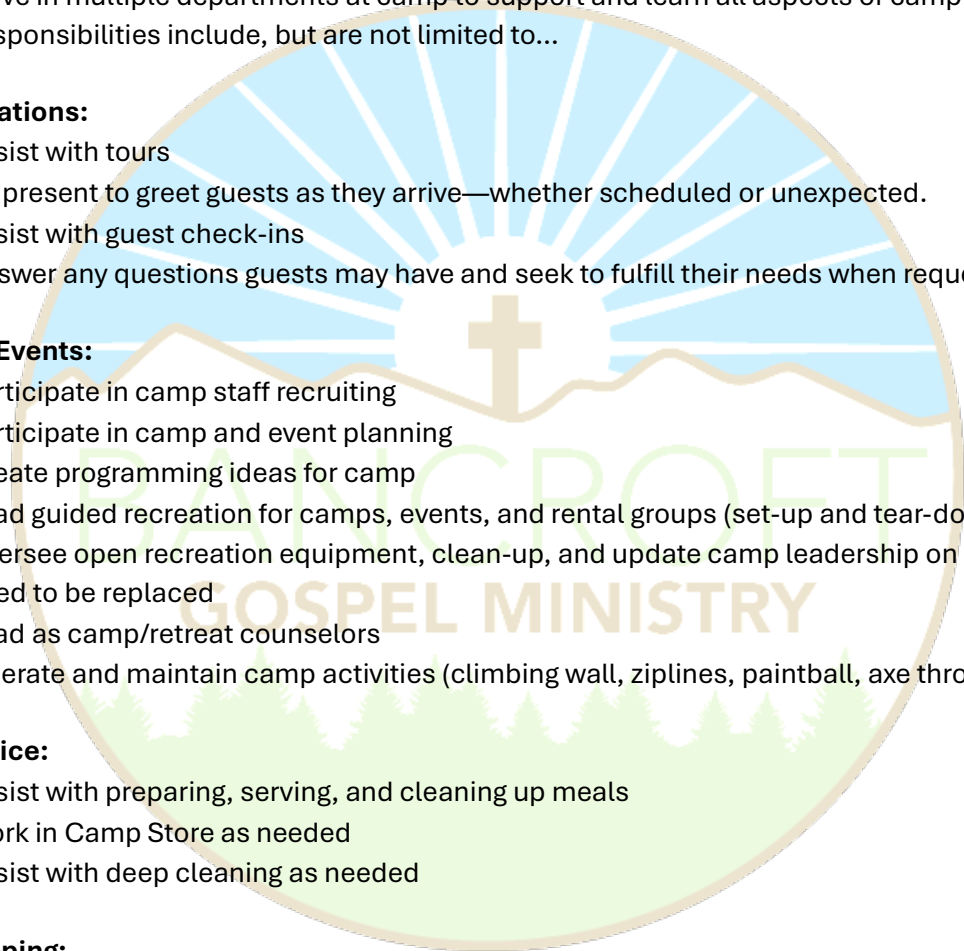 ve in multiple departments at camp to support and learn all aspects of camp
sponsibilities include, but are not limited to…
ations:
sist with tours
present to greet guests as they arrive—whether scheduled or unexpected.
sist with guest check-ins
swer any questions guests may have and seek to fulfill their needs when reque
Events:
rticipate in camp staff recruiting
rticipate in camp and event planning
eate programming ideas for camp
BANCROFT
ad guided recreation for camps, events, and rental groups (set-up and tear-do
ersee open recreation equipment, clean-up, and update camp leadership on
ed to be replaced
GOSPEL MINISTRY
ad as camp/retreat counselors
erate and maintain camp activities (climbing wall, ziplines, paintball, axe thro
ice:
sist with preparing, serving, and cleaning up meals
ork in Camp Store as needed
sist with deep cleaning as needed
ping: